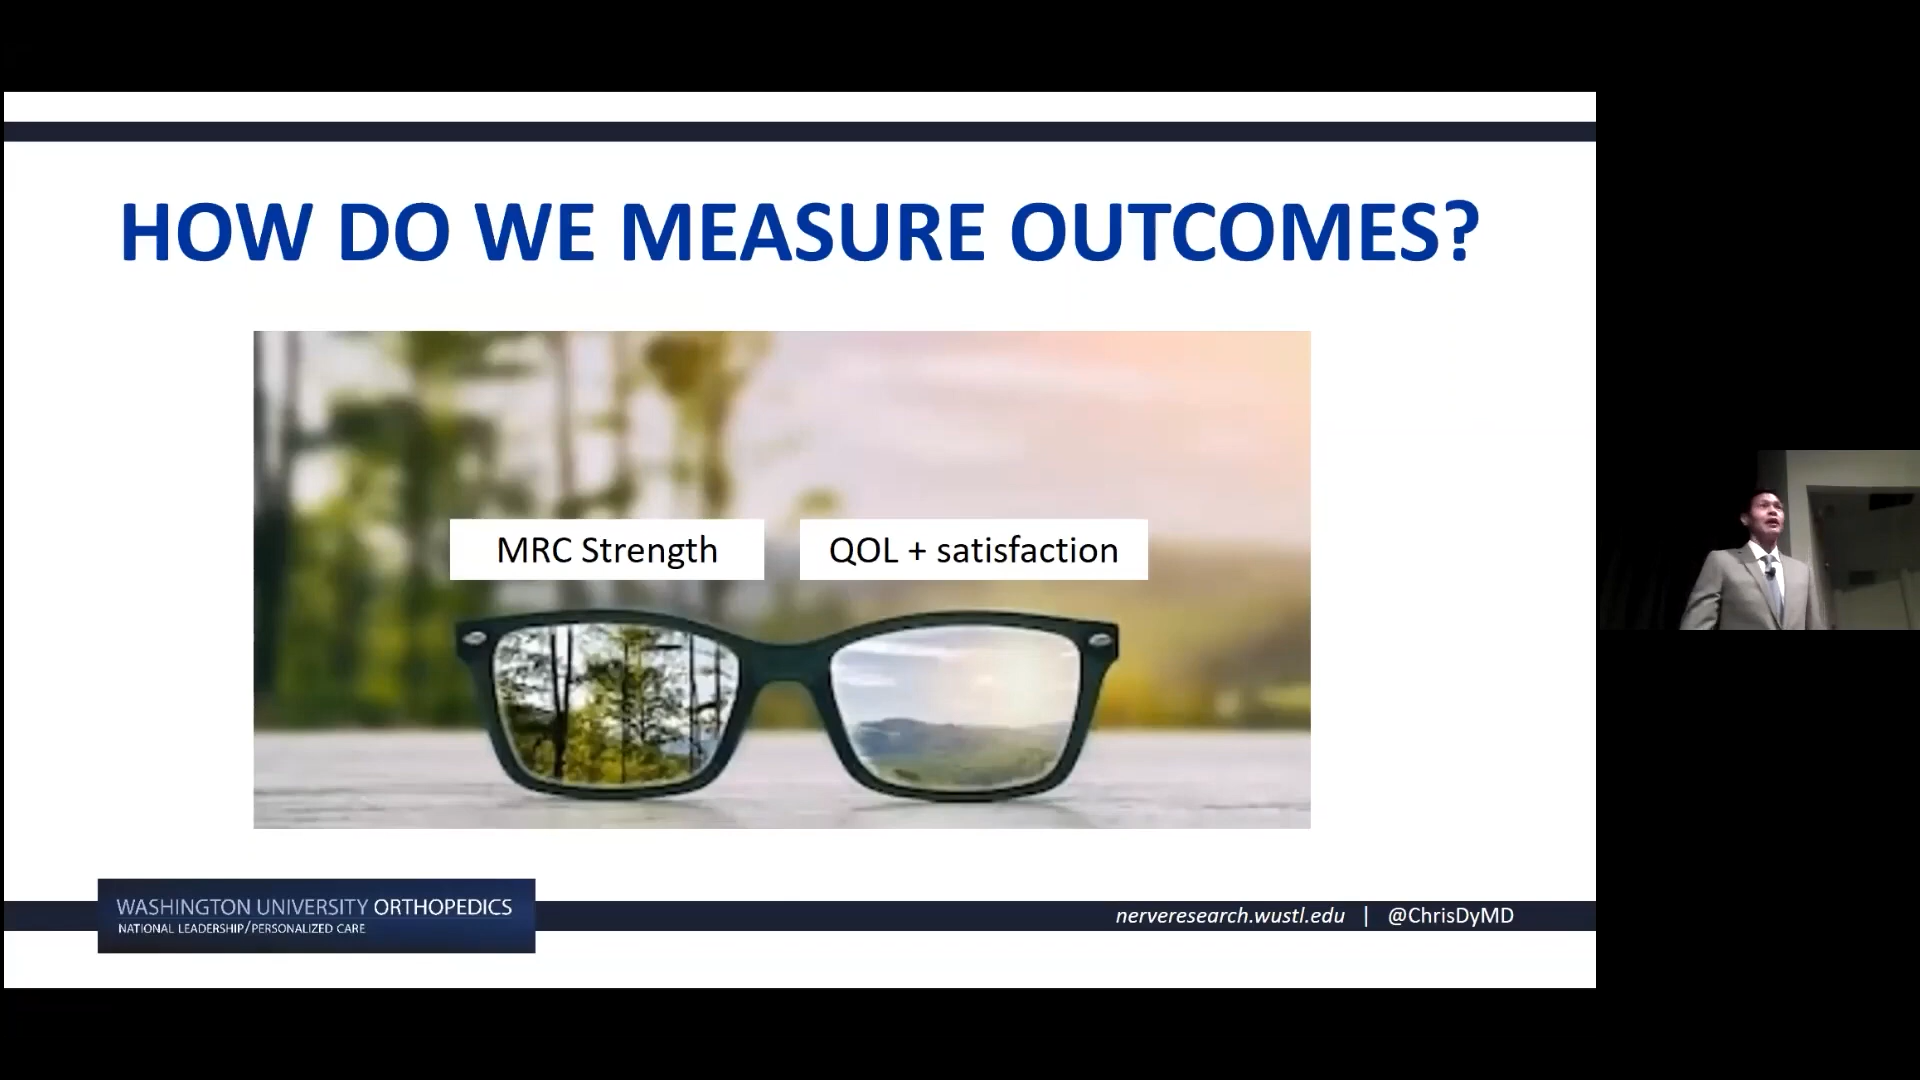 HOW DO WE MEASURE OUTCOMES?
MRC Strength
QOL + satisfaction
WASHINGTON UNIVERSITY ORTHOPEDICS
NATIONAL LEADERSHIP/PERSONALIZED CARE
nerveresearch.wustl.edu | @ChrisDyMD